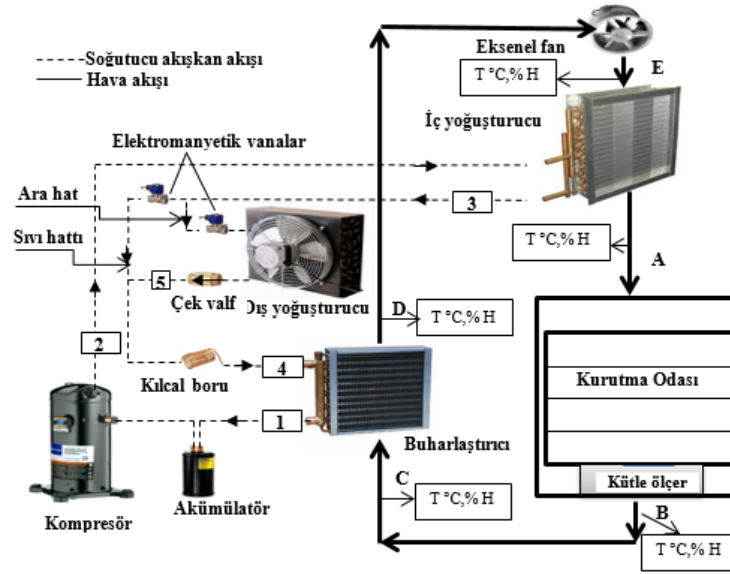 Eksenel fan
Soğutucu akışkan akışı
Hava akışı
T °C,% H
E
İç yoğuşturucu
Elektromanyetik vanalar
Ara hat
3
Sıvı hattı
T °C,% H
A
5
Çek valf
Dış yoğuşturucu
D
T °C,% H
2
4
Kılcal boru
Kurutma Odası
1
Buharlaştırıcı
C
T °C,% H
Kütle ölçer
B
Kompresör
Akümülatör
T °C,% H